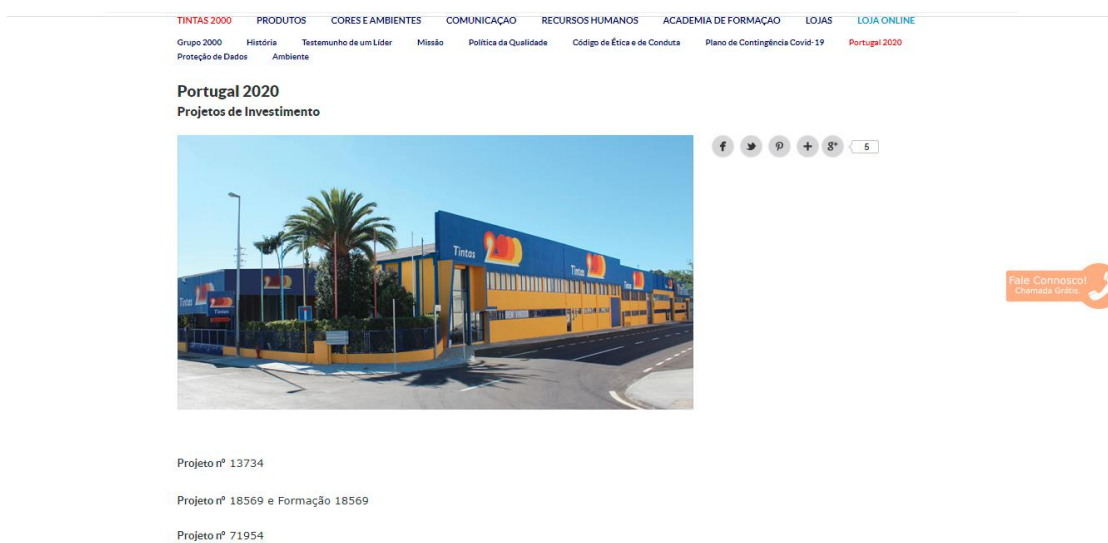 TINTAS 2000 PRODUTOS CORES E AMBIENTES COMUNICAÇAO RECURSOS HUMANOS ACADEMIA DE FORMAÇAO LOJAS LOJA ONLINE
Grupo 2000 História Testemunho de um Líder Missão Política da Qualidade Código de Ética e de Conduta Plano de Contingência Covid-19 Portugal 2020
Proteção de Dados Ambiente
Portugal 2020
Projetos de Investimento
5
Tintas 2000
Tintas
Tintas
Tintas
Fale Connosco!
Chamada Grátis.
Projeto nº 13734
Projeto nº 18569 e Formação 18569
Projeto nº 71954